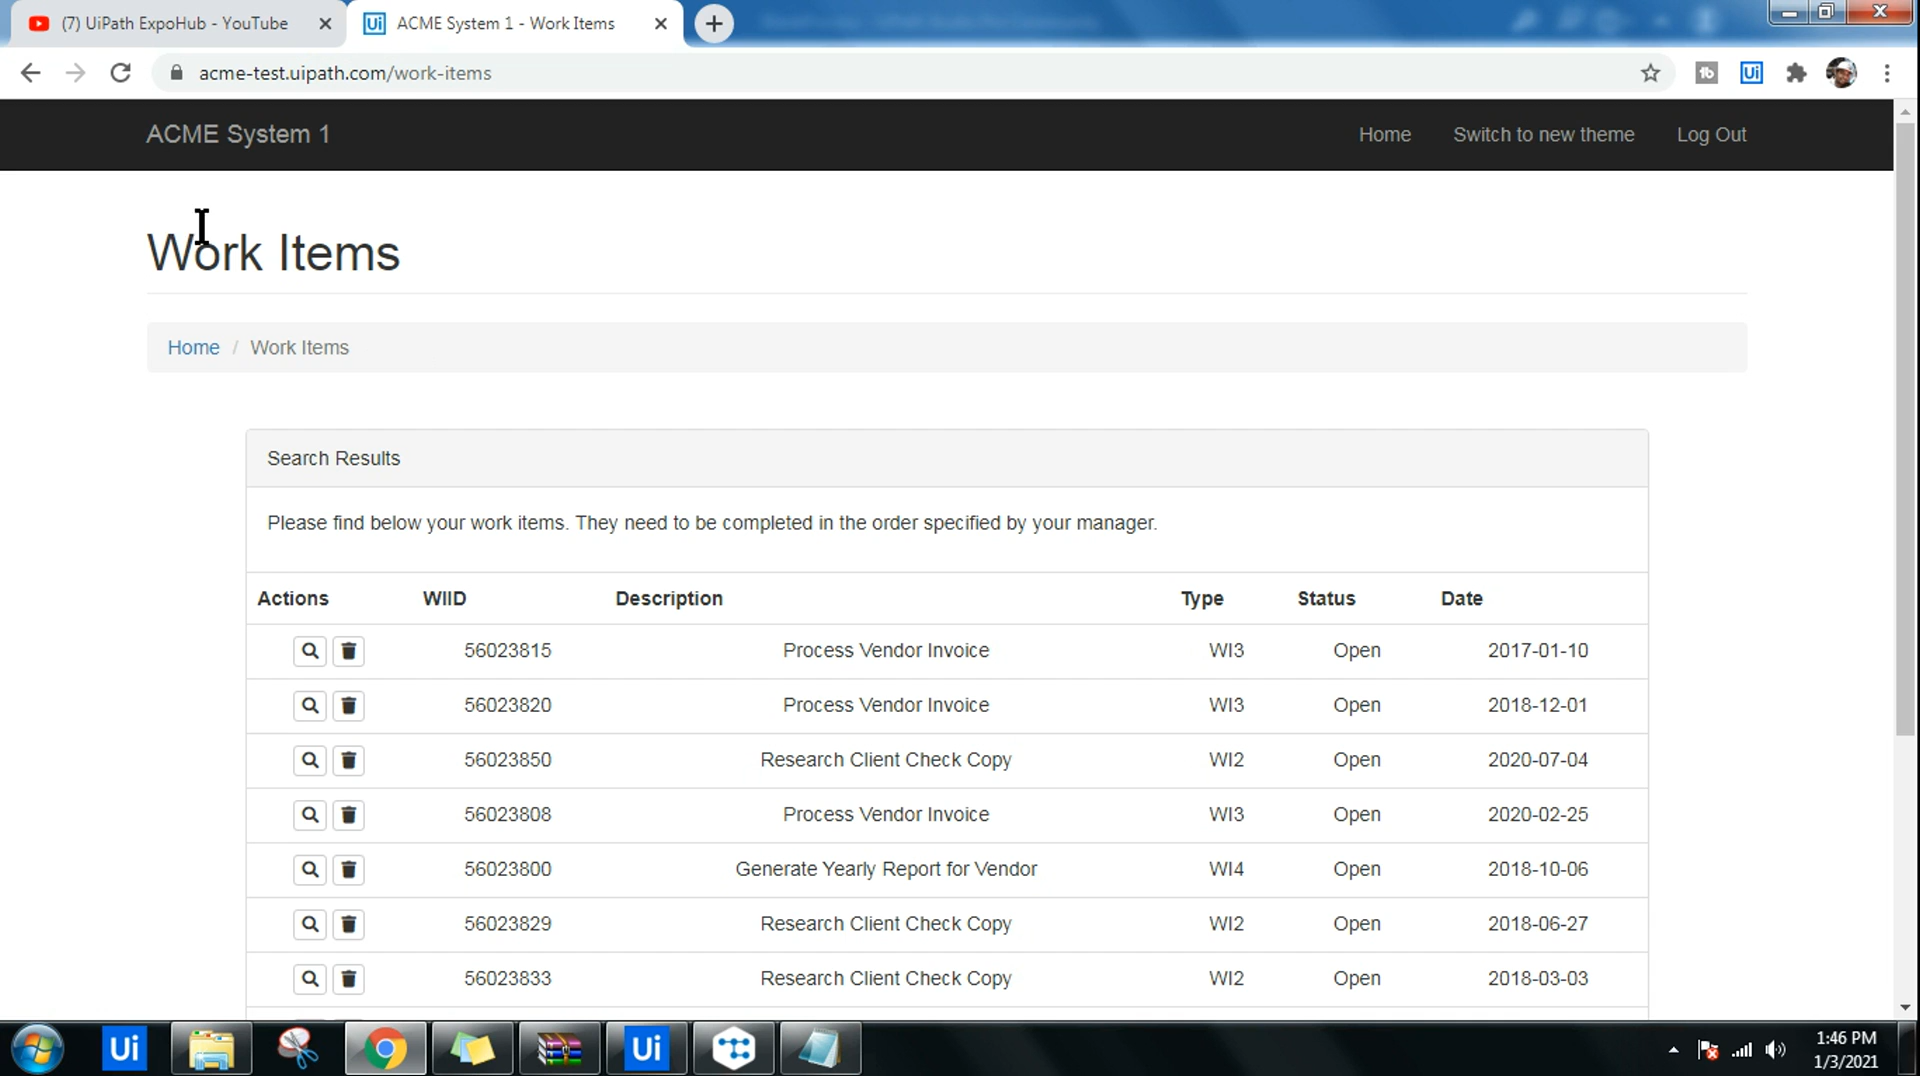 (7) UiPath ExpoHub - YouTube
Ui ACME System 1 - Work Items
acme-test.uipath.com/work-items
Ui
ACME System 1
Home Switch to new theme Log Out
Work Items
Home / Work Items
Search Results
Please find below your work items. They need to be completed in the order specified by your manager.
Actions WIID Description Type Status Date
56023815 Process Vendor Invoice WI3 Open 2017-01-10
56023820 Process Vendor Invoice WI3 Open 2018-12-01
56023850 Research Client Check Copy WI2 Open 2020-07-04
56023808 Process Vendor Invoice WI3 Open 2020-02-25
56023800 Generate Yearly Report for Vendor WI4 Open 2018-10-06
56023829 Research Client Check Copy WI2 Open 2018-06-27
56023833 Research Client Check Copy WI2 Open 2018-03-03
Ui Ui
1:46 PM
1/3/2021